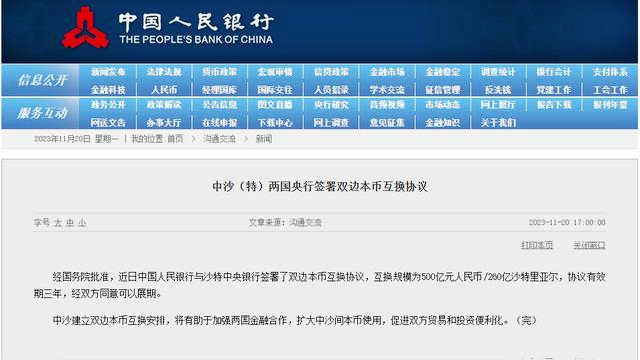 中国人民银行
THE PEOPLE'S BANK OF CHINA
信息公开 新闻发布 法律法规 货币政策 宏观审慎 信贷政策 金融市场 金融稳定 调查统计 银行会计 支付体系
金融科技 人民币 经理国库 国际交往 人员招录 学术交流 征信管理 反洗钱 党建工作 工会工作
服务互动 政务公开 政策解读 公告信息 图文直播 央行研究 音频视频 市场动态 网上展厅 报告下载 报刊年鉴
网送文告 办事大厅 在线申报 下载中心 网上调查 意见征集 金融知识 关于我们
2023年11月20日 星期一 | 我的位置:首页 > 沟通交流 > 新闻
中沙（特）两国央行签署双边本币互换协议
字号 大 中 小 文章来源：沟通交流 2023-11-20 17:00:00
打印本页 关闭窗口
经国务院批准，近日中国人民银行与沙特中央银行签署了双边本币互换协议，互换规模为500亿元人民币/260亿沙特里亚尔，协议有效
期三年，经双方同意可以展期。
中沙建立双边本币互换安排，将有助于加强两国金融合作，扩大中沙间本币使用，促进双方贸易和投资便利化。（完）